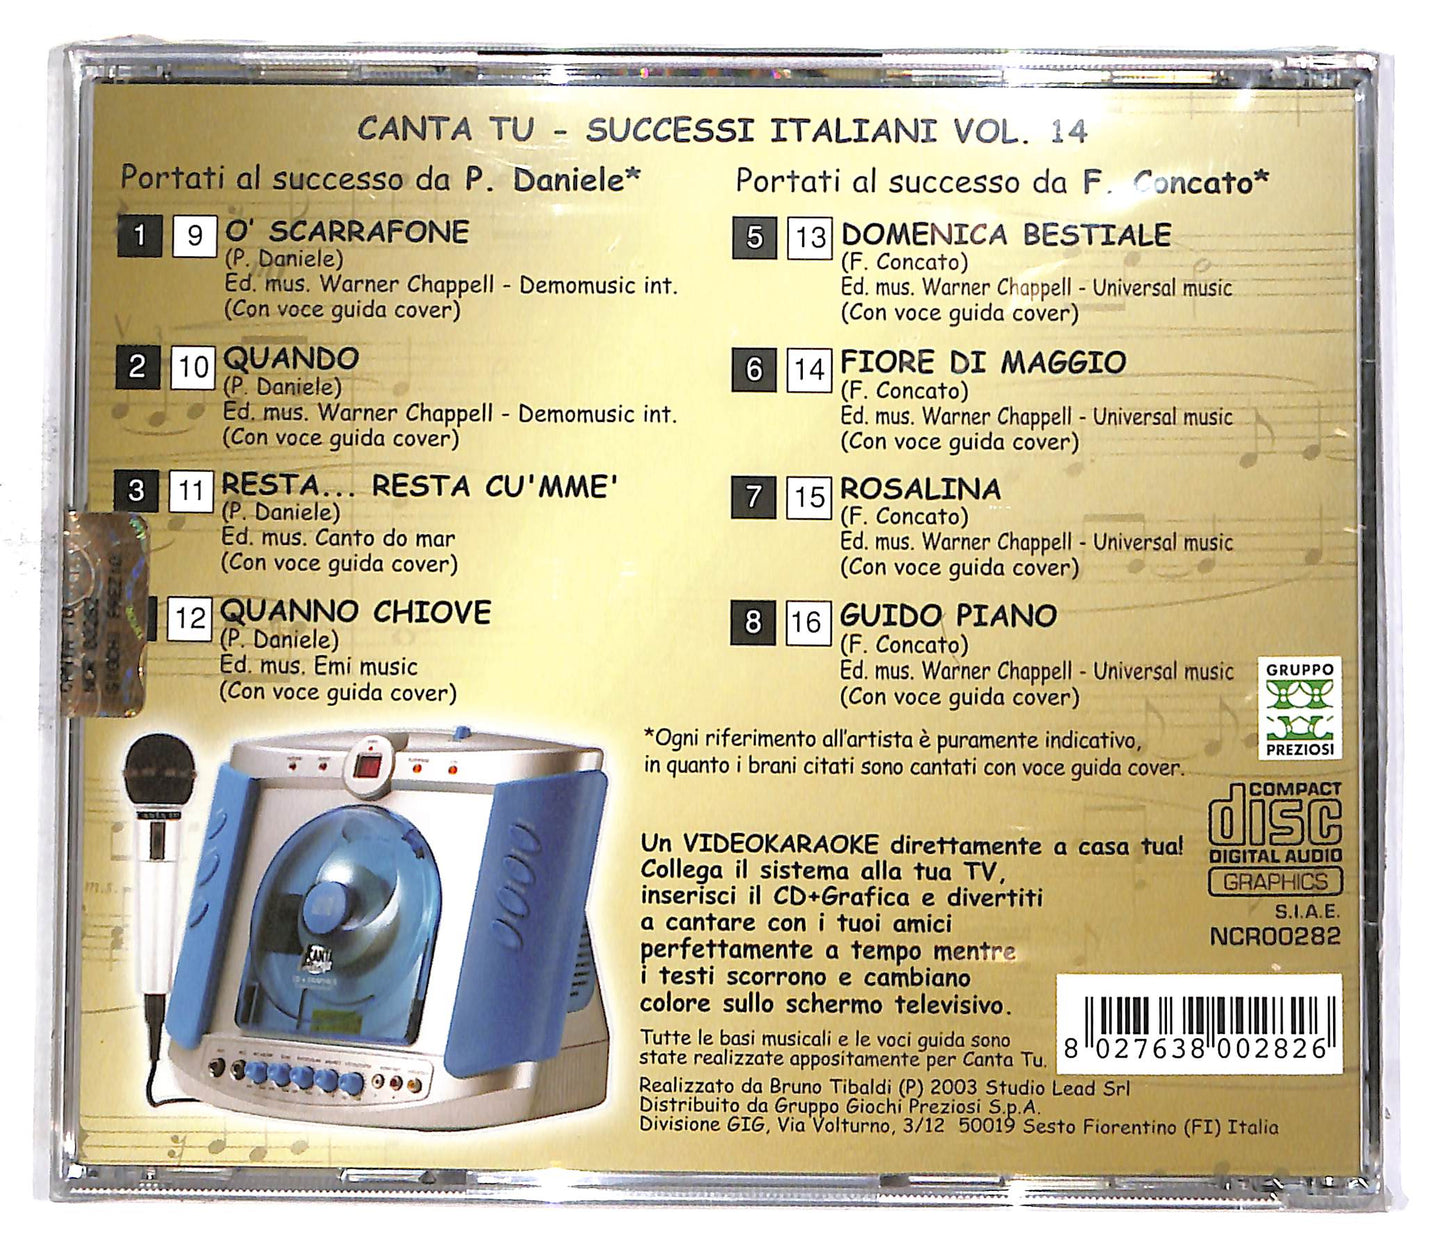 CANTA TU - SUCCESSI ITALIANI VOL. 14
Portati al successo da P. Daniele*
1 9 O' SCARRAFONE
(P. Daniele)
Ed. mus. Warner Chappell - Demomusic int.
(Con voce guida cover)
2 10 QUANDO
(P. Daniele)
Ed. mus. Warner Chappell - Demomusic int.
(Con voce guida cover)
3 11 RESTA... RESTA CU'MME'
(P. Daniele)
Ed. mus. Canto do mar
(Con voce guida cover)
12 QUANNO CHIOVE
(P. Daniele)
Ed. mus. Emi music
(Con voce guida cover)
Portati al successo da F. Concato*
5 13 DOMENICA BESTIALE
(F. Concato)
Ed. mus. Warner Chappell - Universal music
(Con voce guida cover)
6 14 FIORE DI MAGGIO
(F. Concato)
Ed. mus. Warner Chappell - Universal music
(Con voce guida cover)
7 15 ROSALINA
(F. Concato)
Ed. mus. Warner Chappell - Universal music
(Con voce guida cover)
8 16 GUIDO PIANO
(F. Concato)
Ed. mus. Warner Chappell - Universal music
(Con voce guida cover)
*Ogni riferimento all'artista è puramente indicativo,
in quanto i brani citati sono cantati con voce guida cover.
GRUPPO
PREZIOSI
COMPACT
disc
DIGITAL AUDIO
GRAPHICS
S.I.A.E.
NCR00282
Un VIDEOKARAOKE direttamente a casa tua!
Collega il sistema alla tua TV,
inserisci il CD+Grafica e divertiti
a cantare con i tuoi amici
perfettamente a tempo mentre
i testi scorrono e cambiano
colore sullo schermo televisivo.
Tutte le basi musicali e le voci guida sono
state realizzate appositamente per Canta Tu.
Realizzato da Bruno Tibaldi (P) 2003 Studio Lead Srl
Distribuito da Gruppo Giochi Preziosi S.p.A.
Divisione GIG, Via Volturno, 3/12 50019 Sesto Fiorentino (FI) Italia
8 027638 002826
CANTA